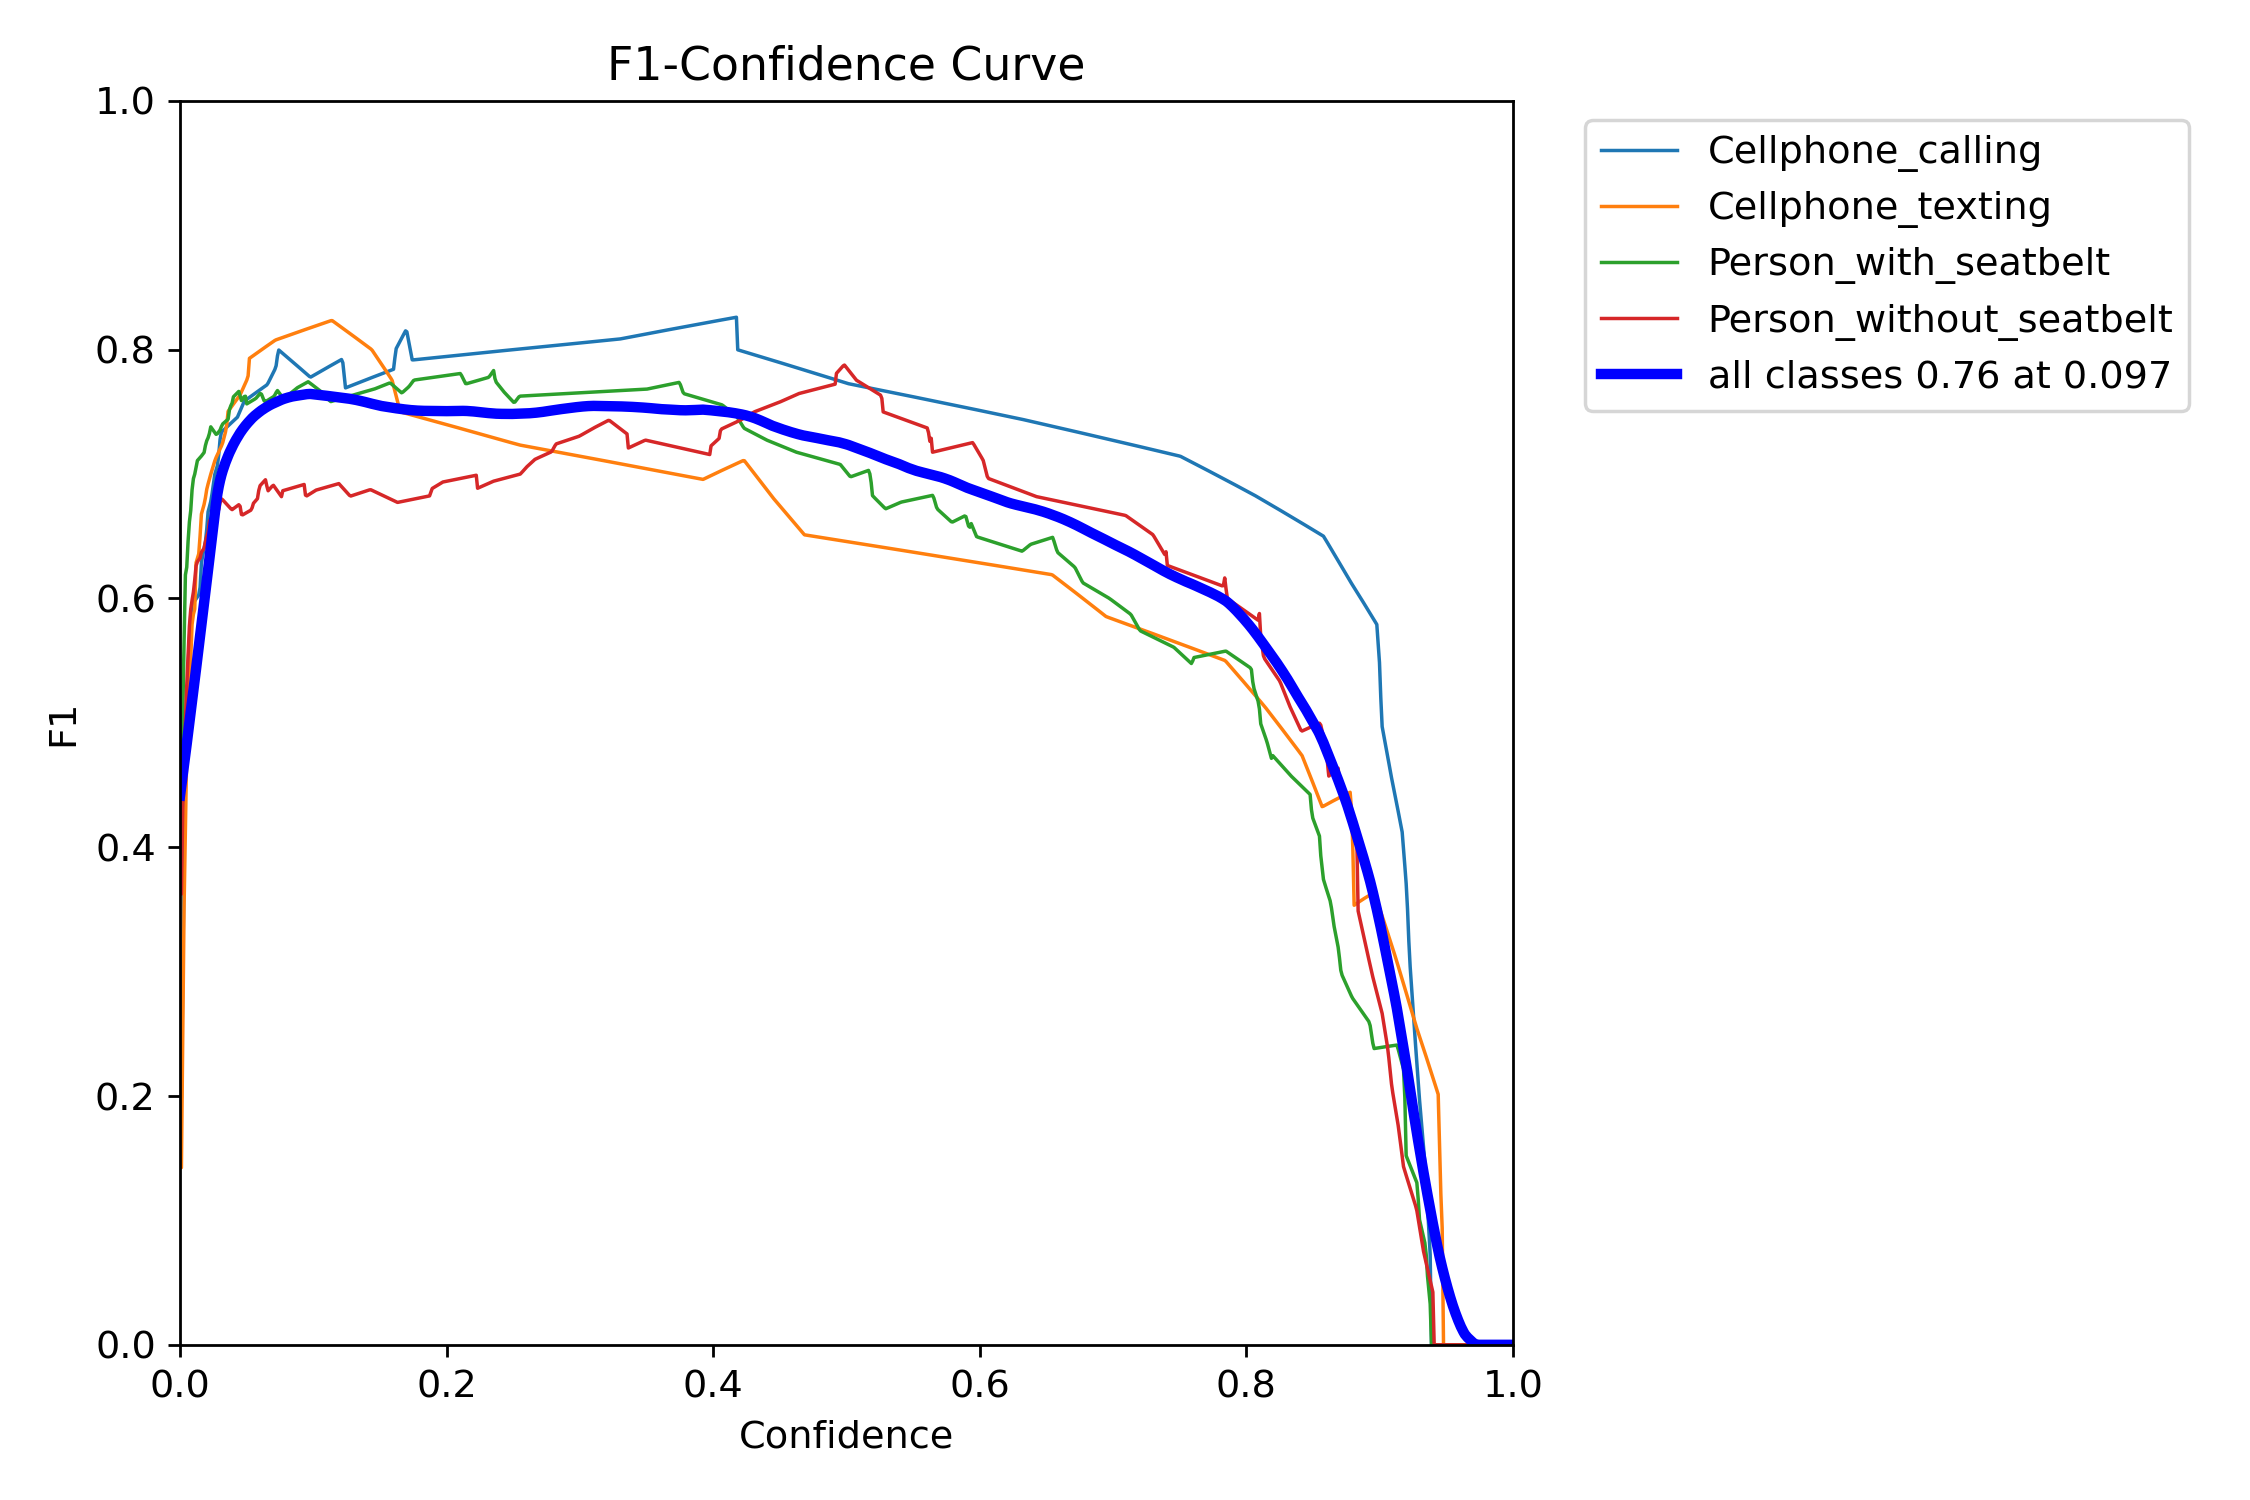 F1-Confidence Curve
1.0
0.8
0.6
0.4
0.2
0.0
F1
0.0 0.2 0.4 0.6 0.8 1.0
Confidence
Cellphone_calling
Cellphone_texting
Person_with_seatbelt
Person_without_seatbelt
all classes 0.76 at 0.097